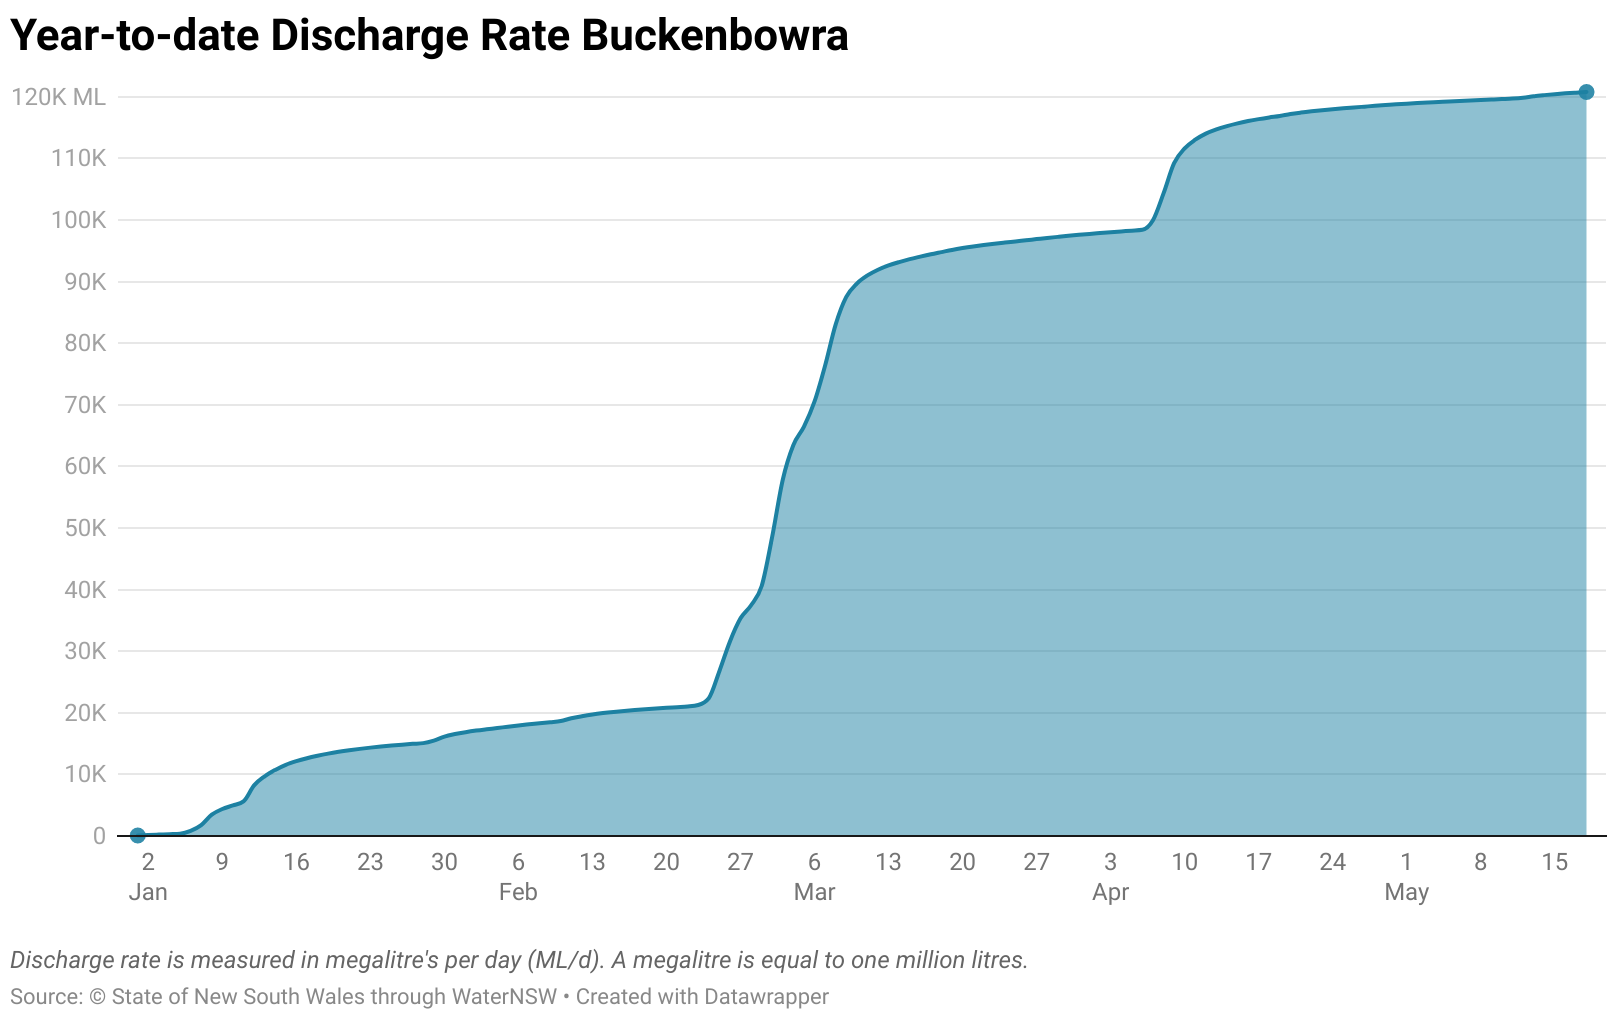 Year-to-date Discharge Rate Buckenbowra
120K ML
110K
100K
90K
80K
70K
60K
50K
40K
30K
20K
10K
0
2 9 16 23 30 6 13 20 27 6 13 20 27 3 10 17 24 1 8 15
Jan Feb Mar Apr May
Discharge rate is measured in megalitre's per day (ML/d). A megalitre is equal to one million litres.
Source: © State of New South Wales through WaterNSW • Created with Datawrapper